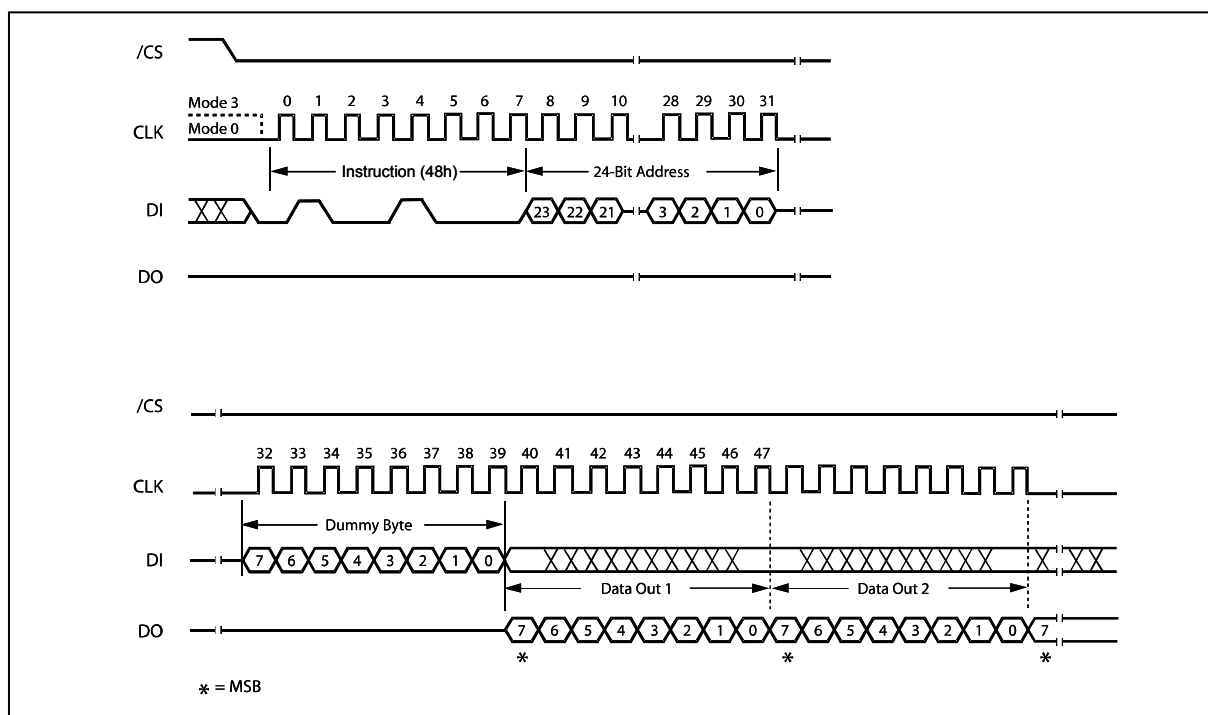 /CS
Mode 3
0 1 2 3 4 5 6 7 8 9 10 28 29 30 31
CLK
Mode 0
Instruction (48h)
24-Bit Address
DI
23 22 21 3 2 1 0
DO
/CS
32 33 34 35 36 37 38 39 40 41 42 43 44 45 46 47
CLK
Dummy Byte
DI
7 6 5 4 3 2 1 0
Data Out 1
Data Out 2
DO
7 6 5 4 3 2 1 0 7 6 5 4 3 2 1 0 7
* * *
* = MSB